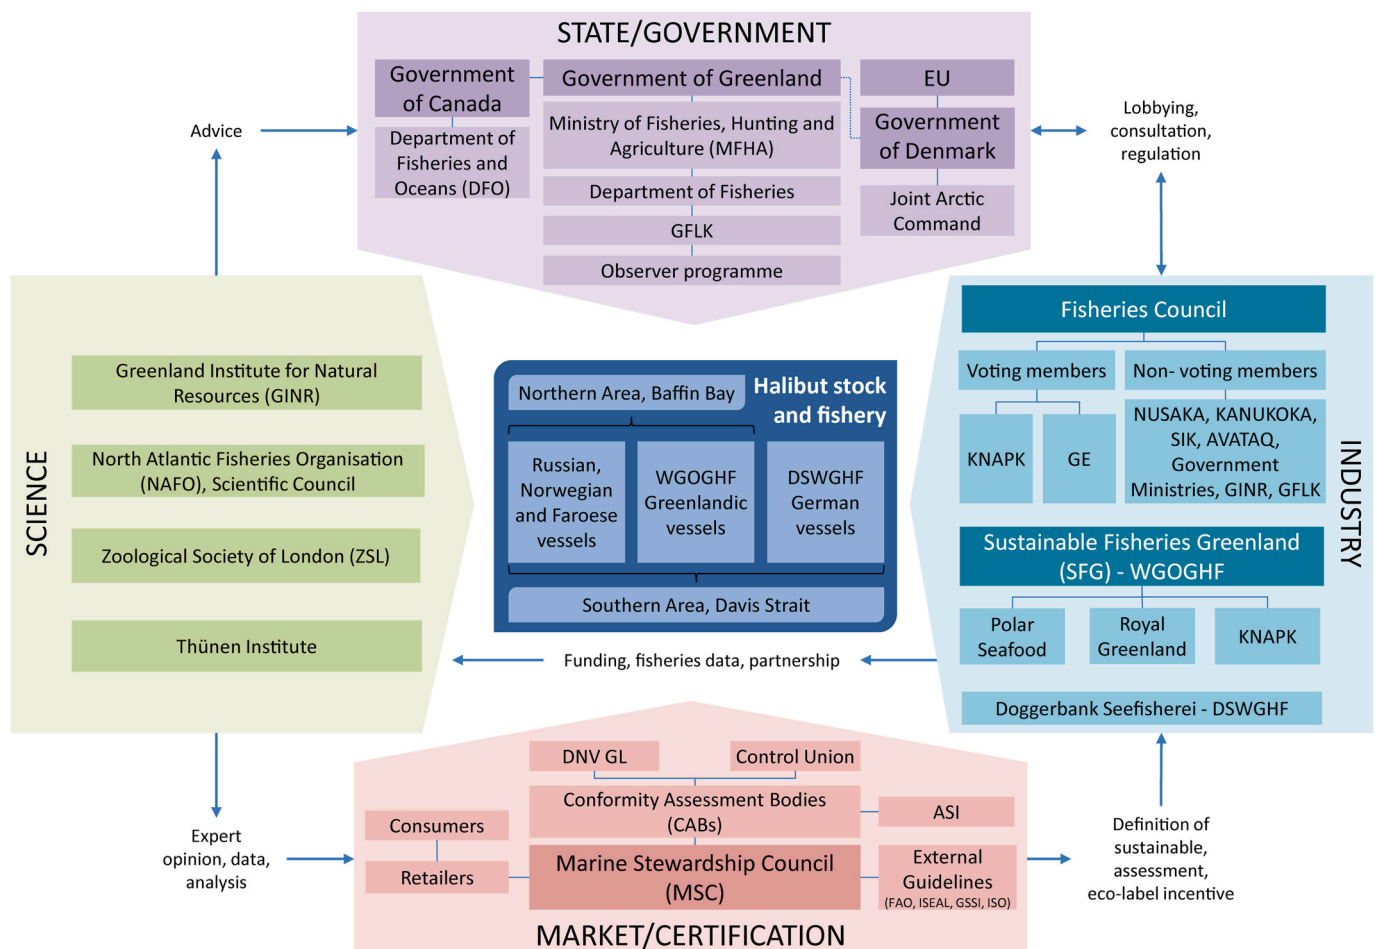 STATE/GOVERNMENT
Government
of Canada
Department of
Fisheries and
Oceans (DFO)
Government of Greenland
Ministry of Fisheries, Hunting and
Agriculture (MFHA)
Department of Fisheries
GFLK
Observer programme
EU
Government
of Denmark
Joint Arctic
Command
Advice
Lobbying,
consultation,
regulation
SCIENCE
Greenland Institute for Natural
Resources (GINR)
North Atlantic Fisheries Organisation
(NAFO), Scientific Council
Zoological Society of London (ZSL)
Thünen Institute
Halibut stock
and fishery
Northern Area, Baffin Bay
Russian,
Norwegian
and Faroese
vessels
WGOGHF
Greenlandic
vessels
DSWGHF
German
vessels
Southern Area, Davis Strait
Funding, fisheries data, partnership
INDUSTRY
Fisheries Council
Voting members
Non- voting members
KNAPK
GE
NUSAKA, KANUKOKA,
SIK, AVATAQ,
Government
Ministries, GINR, GFLK
Sustainable Fisheries Greenland
(SFG) - WGOGHF
Polar
Seafood
Royal
Greenland
KNAPK
Doggerbank Seefisherei - DSWGHF
Expert
opinion, data,
analysis
DNV GL
Control Union
Conformity Assessment Bodies
(CABs)
ASI
Consumers
Retailers
Marine Stewardship Council
(MSC)
External
Guidelines
(FAO, ISEAL, GSSI, ISO)
MARKET/CERTIFICATION
Definition of
sustainable,
assessment,
eco-label incentive